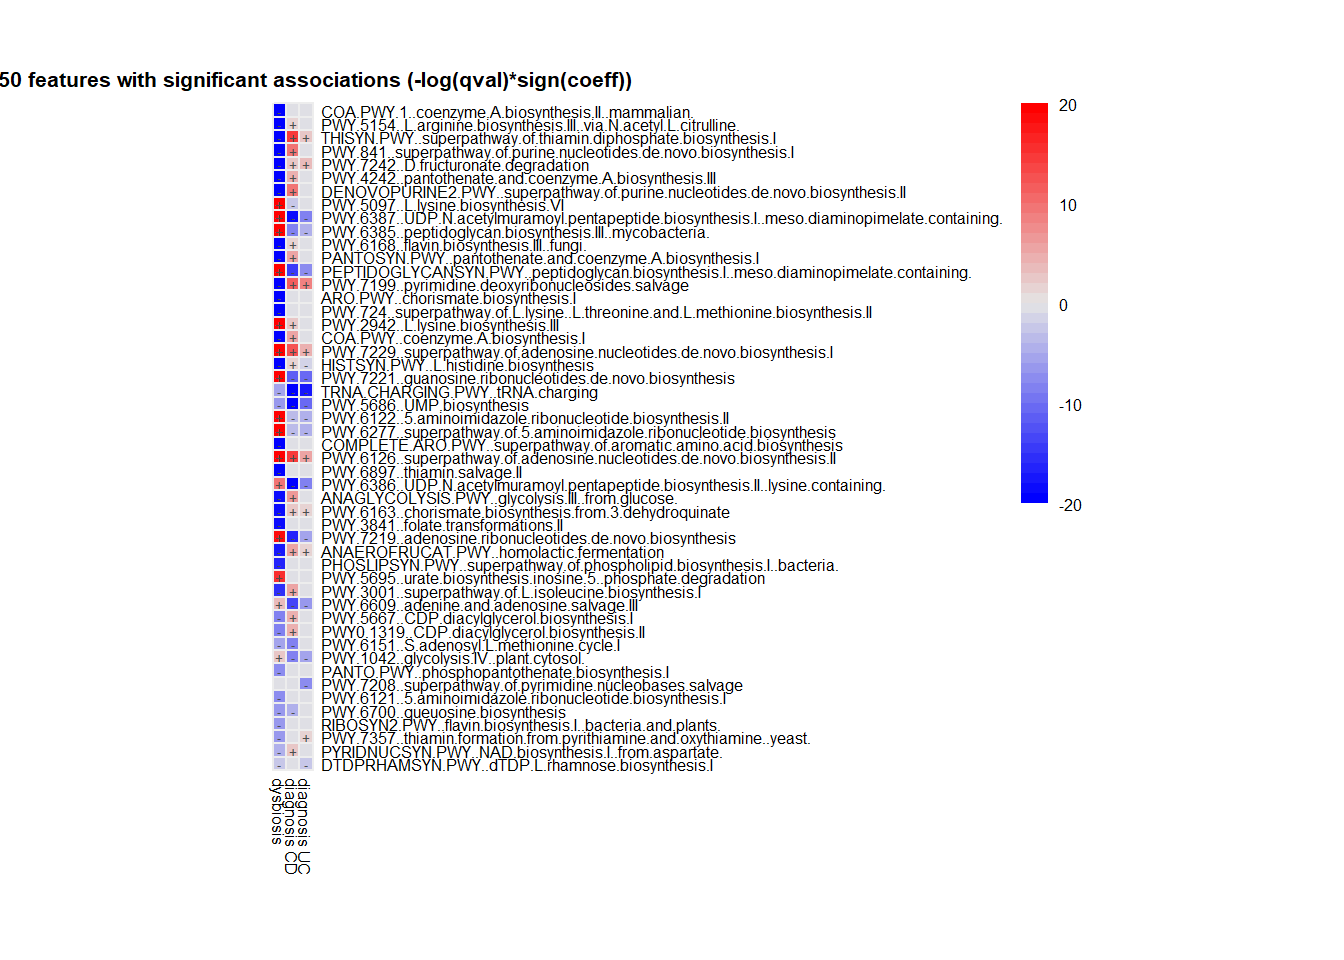 50 features with significant associations (-log(qval)*sign(coeff))
COA.PWY.1..coenzyme.A.biosynthesis.II..mammalian.
PWY.5154..L.arginine.biosynthesis.III..via.N.acetyl.L.citrulline.
THISYN.PWY..superpathway.of.thiamin.diphosphate.biosynthesis.I
PWY.841..superpathway.of.purine.nucleotides.de.novo.biosynthesis.I
PWY.7242..D.fructuronate.degradation
PWY.4242..pantothenate.and.coenzyme.A.biosynthesis.III
DENOVOPURINE2.PWY..superpathway.of.purine.nucleotides.de.novo.biosynthesis.II
PWY.5097..L.lysine.biosynthesis.VI
PWY.6387..UDP.N.acetylmuramoyl.pentapeptide.biosynthesis.I..meso.diaminopimelate.containing.
PWY.6385..peptidoglycan.biosynthesis.III..mycobacteria.
PWY.6168..flavin.biosynthesis.III..fungi.
PANTOSYN.PWY..pantothenate.and.coenzyme.A.biosynthesis.I
PEPTIDOGLYCANSYN.PWY..peptidoglycan.biosynthesis.I..meso.diaminopimelate.containing.
PWY.7199..pyrimidine.deoxyribonucleosides.salvage
ARO.PWY..chorismate.biosynthesis.I
PWY.724..superpathway.of.L.lysine..L.threonine.and.L.methionine.biosynthesis.II
PWY.2942..L.lysine.biosynthesis.III
COA.PWY..coenzyme.A.biosynthesis.I
PWY.7229..superpathway.of.adenosine.nucleotides.de.novo.biosynthesis.I
HISTSYN.PWY..L.histidine.biosynthesis
PWY.7221..guanosine.ribonucleotides.de.novo.biosynthesis
TRNA.CHARGING.PWY..tRNA.charging
PWY.5686..UMP.biosynthesis
PWY.6122..5.aminoimidazole.ribonucleotide.biosynthesis.II
PWY.6277..superpathway.of.5.aminoimidazole.ribonucleotide.biosynthesis
COMPLETE.ARO.PWY..superpathway.of.aromatic.amino.acid.biosynthesis
PWY.6126..superpathway.of.adenosine.nucleotides.de.novo.biosynthesis.II
PWY.6897..thiamin.salvage.II
PWY.6386..UDP.N.acetylmuramoyl.pentapeptide.biosynthesis.II..lysine.containing.
ANAGLYCOLYSIS.PWY..glycolysis.III..from.glucose.
PWY.6163..chorismate.biosynthesis.from.3.dehydroquinate
PWY.3841..folate.transformations.II
PWY.7219..adenosine.ribonucleotides.de.novo.biosynthesis
ANAEROFRUCAT.PWY..homolactic.fermentation
PHOSLIPSYN.PWY..superpathway.of.phospholipid.biosynthesis.I..bacteria.
PWY.5695..urate.biosynthesis.inosine.5..phosphate.degradation
PWY.3001..superpathway.of.L.isoleucine.biosynthesis.I
PWY.6609..adenine.and.adenosine.salvage.III
PWY.5667..CDP.diacylglycerol.biosynthesis.I
PWY0.1319..CDP.diacylglycerol.biosynthesis.II
PWY.6151..S.adenosyl.L.methionine.cycle.I
PWY.1042..glycolysis.IV..plant.cytosol.
PANTO.PWY..phosphopantothenate.biosynthesis.I
PWY.7208..superpathway.of.pyrimidine.nucleobases.salvage
PWY.6121..5.aminoimidazole.ribonucleotide.biosynthesis.I
PWY.6700..queuosine.biosynthesis
RIBOSYN2.PWY..flavin.biosynthesis.I..bacteria.and.plants.
PWY.7357..thiamin.formation.from.pyrithiamine.and.oxythiamine..yeast.
PYRIDNUCSYN.PWY..NAD.biosynthesis.I..from.aspartate.
DTDPRHAMSYN.PWY..dTDP.L.rhamnose.biosynthesis.I
dysbiosis
diagnosis CD
diagnosis UC
20
10
0
-10
-20